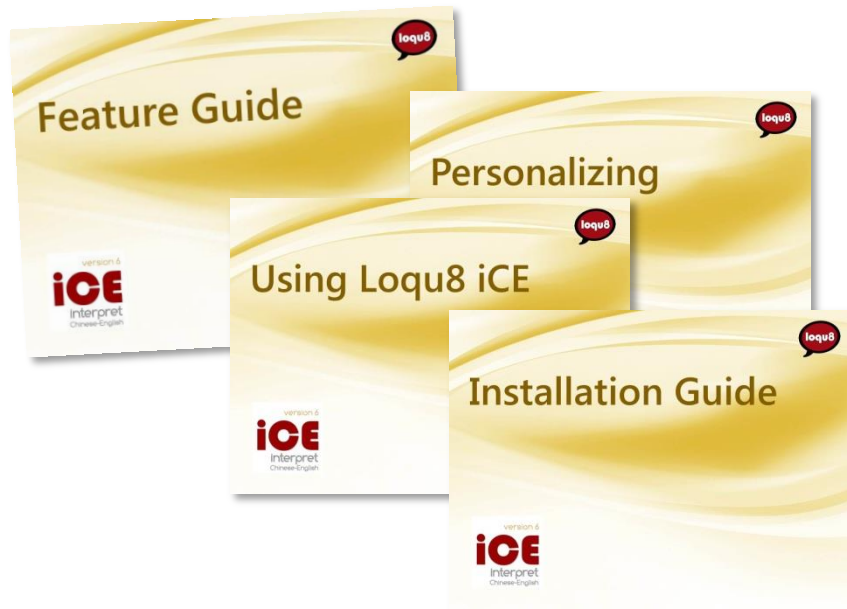 loqu8
Feature Guide
version 6
iCE
Interpret
Chinese-English
loqu8
Personalizing
loqu8
Using Loqu8 iCE
version 6
iCE
Interpret
Chinese-English
loqu8
Installation Guide
version 6
iCE
Interpret
Chinese-English